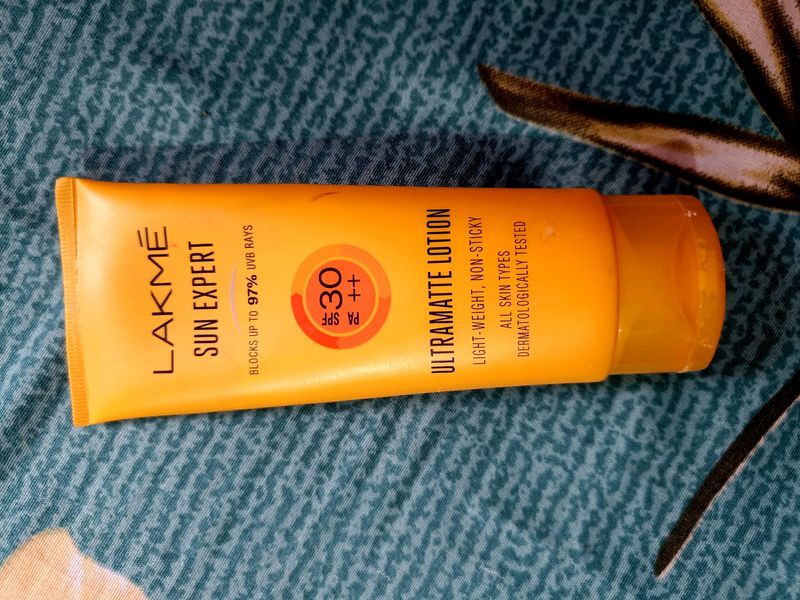 LAKMĒ
SUN EXPERT
BLOCKS UP TO 97% UVB RAYS
SPF 30
PA ++
ULTRAMATTE LOTION
LIGHT-WEIGHT, NON-STICKY
ALL SKIN TYPES
DERMATOLOGICALLY TESTED